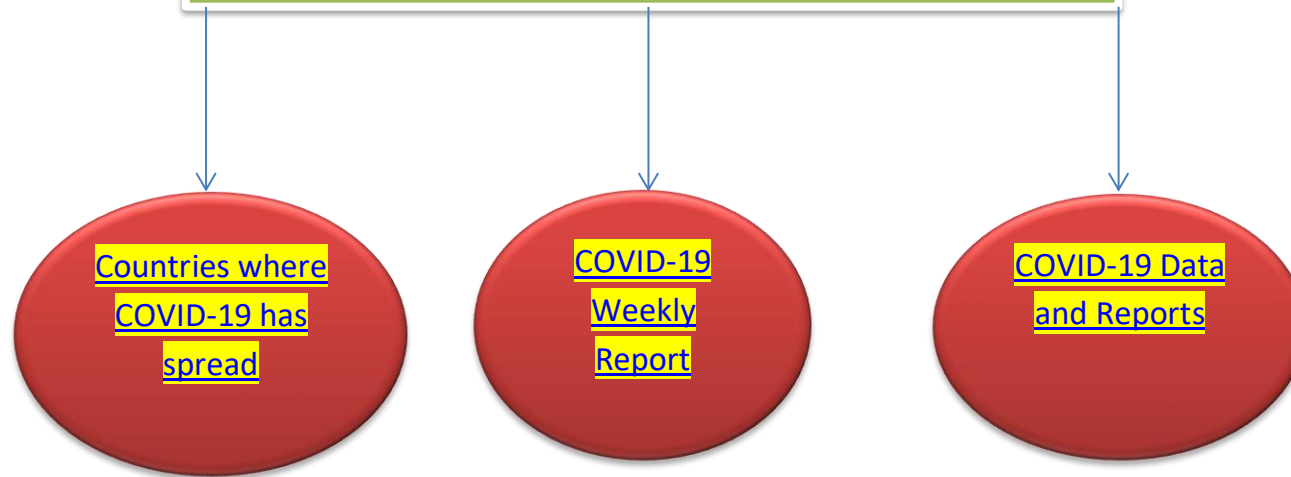 Countries where
COVID-19 has
spread
COVID-19
Weekly
Report
COVID-19 Data
and Reports